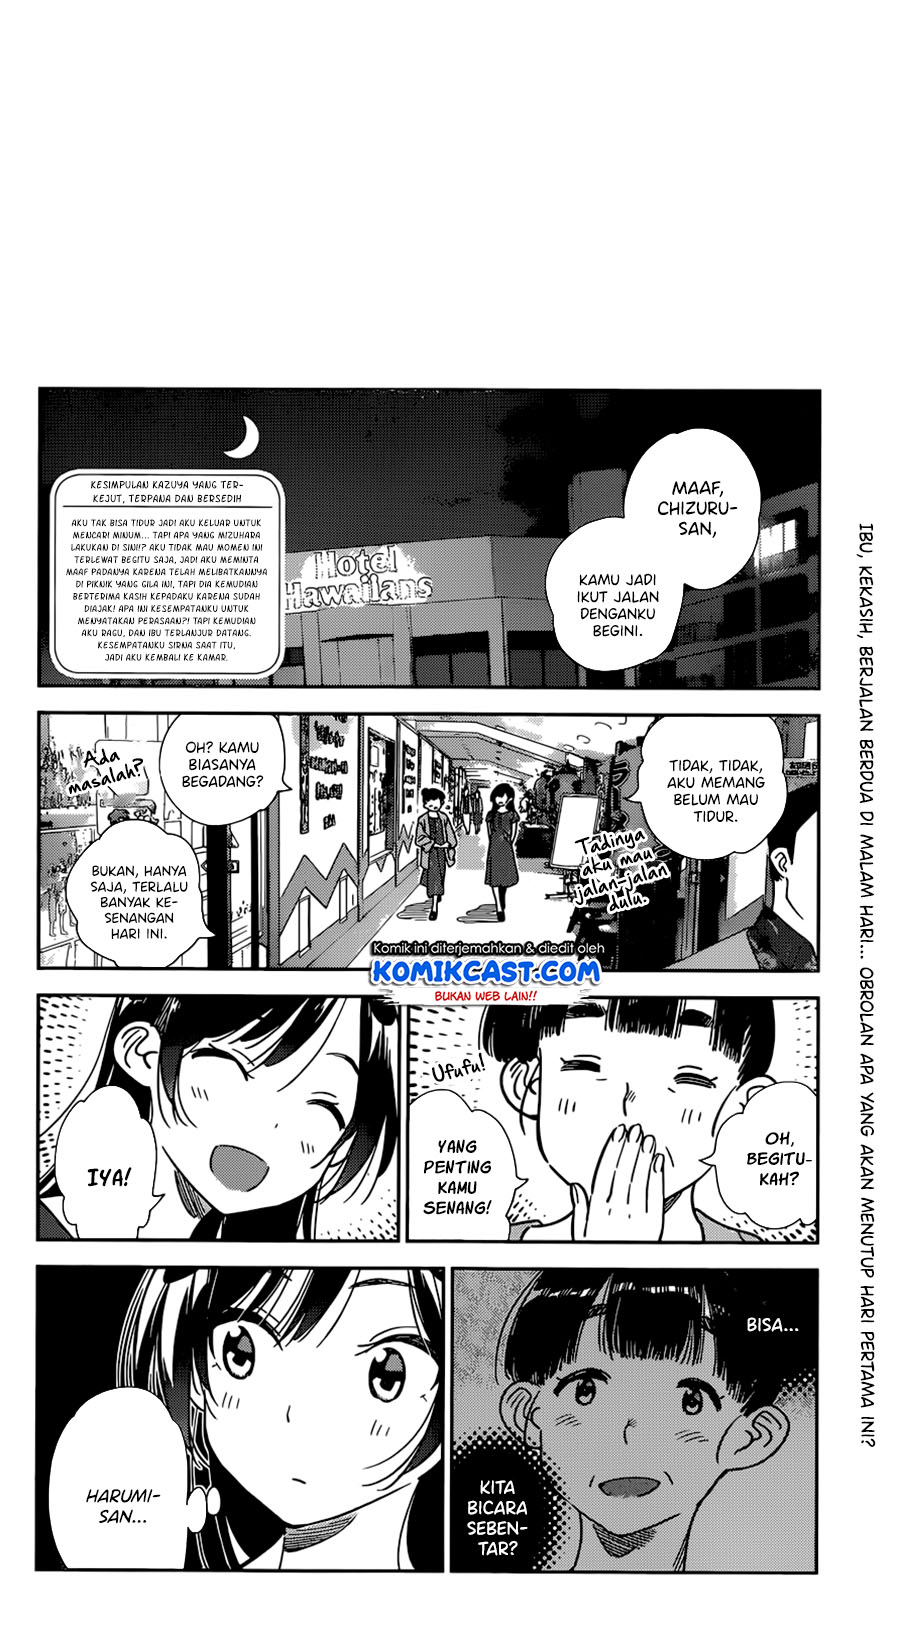 KESIMPULAN KAZUYA YANG TER-
KEJUT, TERPANA DAN BERSEDIH
AKU TAK BISA TIDUR JADI AKU KELUAR UNTUK
MENCARI MINUM... TAPI APA YANG MIZUHARA
LAKUKAN DI SINI!? AKU TIDAK MAU MOMEN INI
TERLEWAT BEGITU SAJA, JADI AKU MEMINTA
MAAF PADANYA KARENA TELAH MELIBATKANNYA
DI PIKNIK YANG GILA INI, TAPI DIA KEMUDIAN
BERTERIMA KASIH KEPADAKU KARENA SUDAH
DIAJAK! APA INI KESEMPATANKU UNTUK
MENYATAKAN PERASAAN?! TAPI KEMUDIAN
AKU RAGU, DAN IBU TERLANJUR DATANG.
KESEMPATANKU SIRNA SAAT ITU,
JADI AKU KEMBALI KE KAMAR.
Hotel
Hawaiians
MAAF,
CHIZURU-
SAN,
KAMU JADI
IKUT JALAN
DENGANKU
BEGINI.
IBU, KEKASIH, BERJALAN BERDUA DI MALAM HARI... OBROLAN APA YANG AKAN MENUTUP HARI PERTAMA INI?
TIDAK, TIDAK,
AKU MEMANG
BELUM MAU
TIDUR.
Tadinya
aku mau
jalan-jalan
dulu.
OH? KAMU
BIASANYA
BEGADANG?
Ada
masalah?
BUKAN, HANYA
SAJA, TERLALU
BANYAK KE-
SENANGAN
HARI INI.
Komik ini diterjemahkan & diedit oleh
KOMIKCAST.COM
BUKAN WEB LAIN!!
OH,
BEGITU-
KAH?
Ufufu!
YANG
PENTING
KAMU
SENANG!
IYA!
BISA...
KITA
BICARA
SEBEN-
TAR?
HARUMI-
SAN...